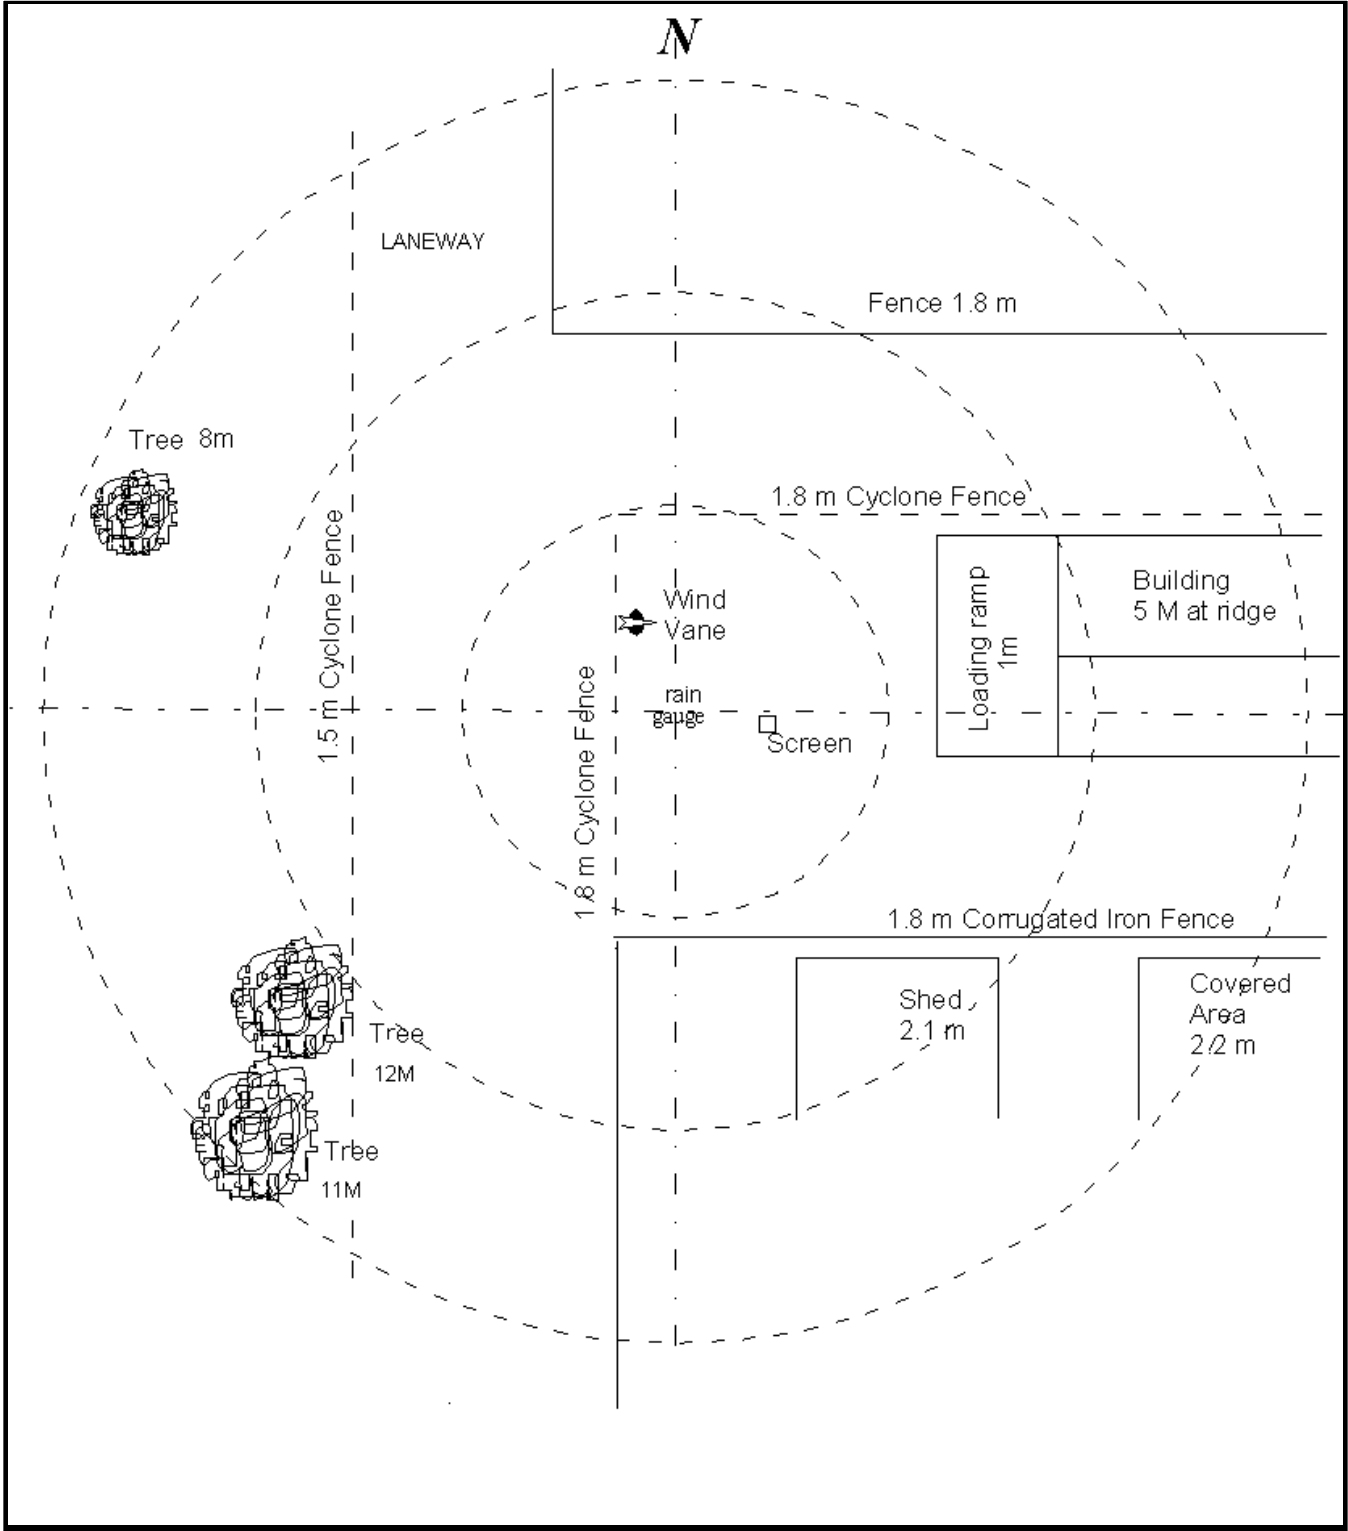 N
LANEWAY
Fence 1.8 m
Tree 8m
1.8 m Cyclone Fence
1.5 m Cyclone Fence
Wind
Vane
Loading ramp
1m
Building
5 M at ridge
rain
gauge
Screen
1.8 m Cyclone Fence
1.8 m Corrugated Iron Fence
Shed
2.1 m
Covered
Area
2.2 m
Tree
12M
Tree
11M